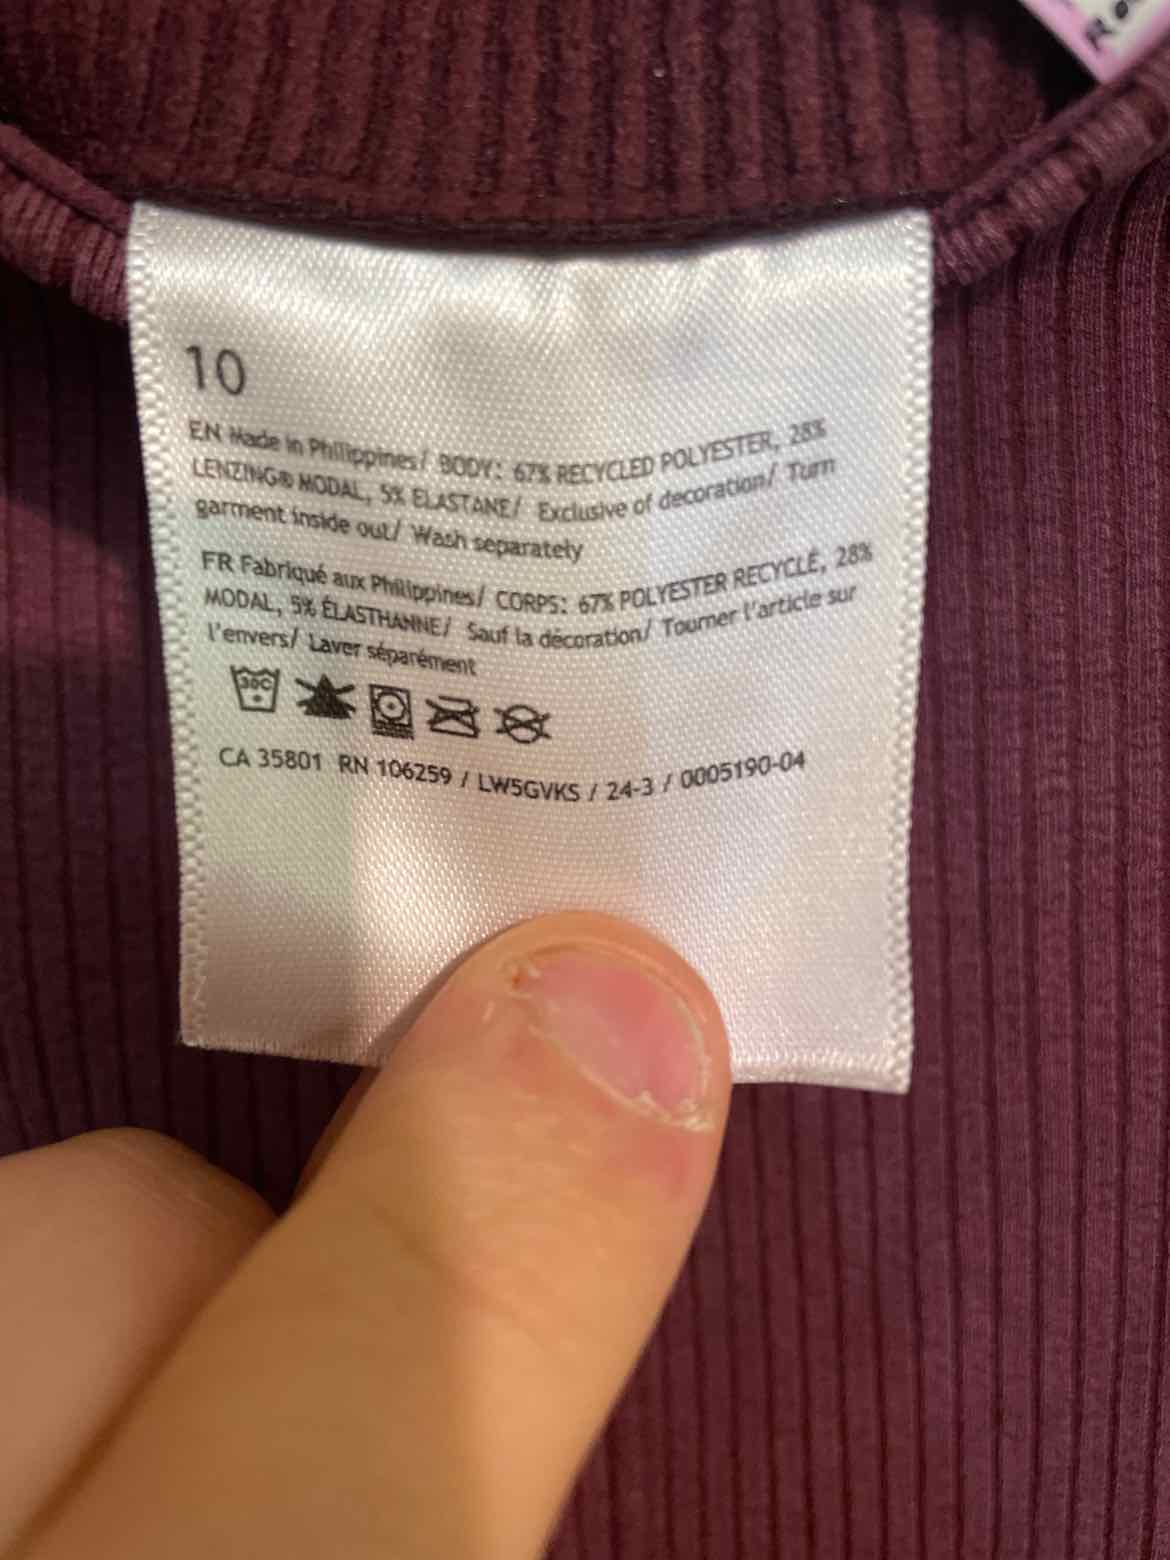 10
EN Made in Philippines/ BODY: 67% RECYCLED POLYESTER, 28%
LENZING® MODAL, 5% ELASTANE/ Exclusive of decoration/ Turn
garment inside out/ Wash separately
FR Fabriqué aux Philippines/ CORPS: 67% POLYESTER RECYCLÉ, 28%
MODAL, 5% ÉLASTHANNE/ Sauf la décoration/ Tourner l'article sur
l'envers/ Laver séparément
30C
CA 35801 RN 106259 / LW5GVKS / 24-3 / 0005190-04